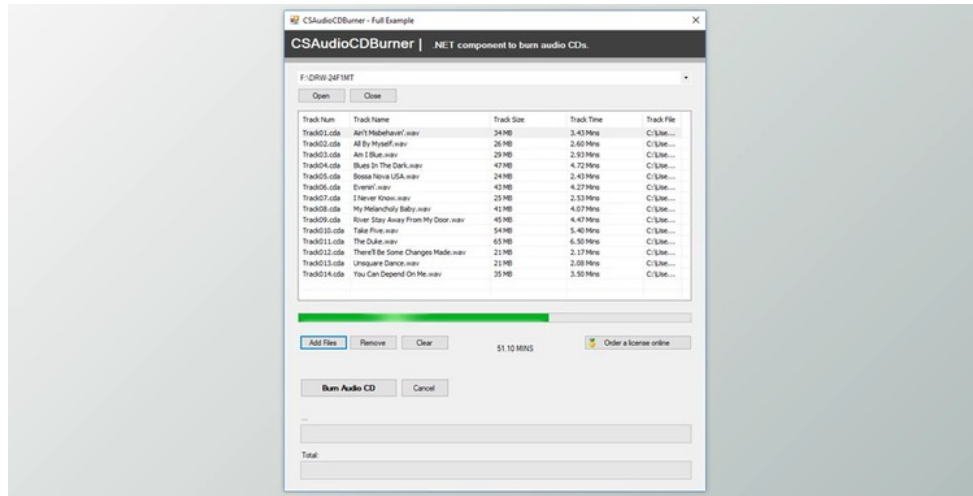 CSAudioCDBurner - Full Example
CSAudioCDBurner | .NET component to burn audio CDs.
F:\DRW-24F1MT
Open Close
Track Num Track Name Track Size Track Time Track File
Track01.cda Ain't Misbehavin'.wav 34 MB 3.43 Mins C:\Use...
Track02.cda All By Myself.wav 26 MB 2.60 Mins C:\Use...
Track03.cda Am I Blue.wav 29 MB 2.93 Mins C:\Use...
Track04.cda Blues In The Dark.wav 47 MB 4.72 Mins C:\Use...
Track05.cda Bossa Nova USA.wav 24 MB 2.43 Mins C:\Use...
Track06.cda Evenin'.wav 43 MB 4.27 Mins C:\Use...
Track07.cda I Never Know.wav 25 MB 2.53 Mins C:\Use...
Track08.cda My Melancholy Baby.wav 41 MB 4.07 Mins C:\Use...
Track09.cda River Stay Away From My Door.wav 45 MB 4.47 Mins C:\Use...
Track010.cda Take Five.wav 54 MB 5.40 Mins C:\Use...
Track011.cda The Duke.wav 65 MB 6.50 Mins C:\Use...
Track012.cda There'll Be Some Changes Made.wav 21 MB 2.17 Mins C:\Use...
Track013.cda Unsquare Dance.wav 21 MB 2.08 Mins C:\Use...
Track014.cda You Can Depend On Me.wav 35 MB 3.50 Mins C:\Use...
Add Files Remove Clear 51.10 MINS Order a license online
Burn Audio CD Cancel
...
Total: